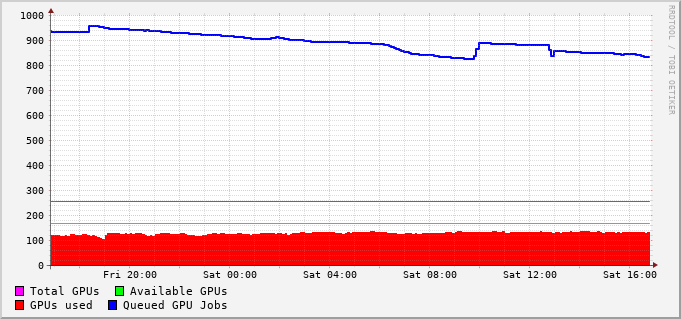 1000
900
800
700
600
500
400
300
200
100
0
Fri 20:00 Sat 00:00 Sat 04:00 Sat 08:00 Sat 12:00 Sat 16:00
Total GPUs Available GPUs
GPUs used Queued GPU Jobs
RRDTOOL / TOBI OETIKER